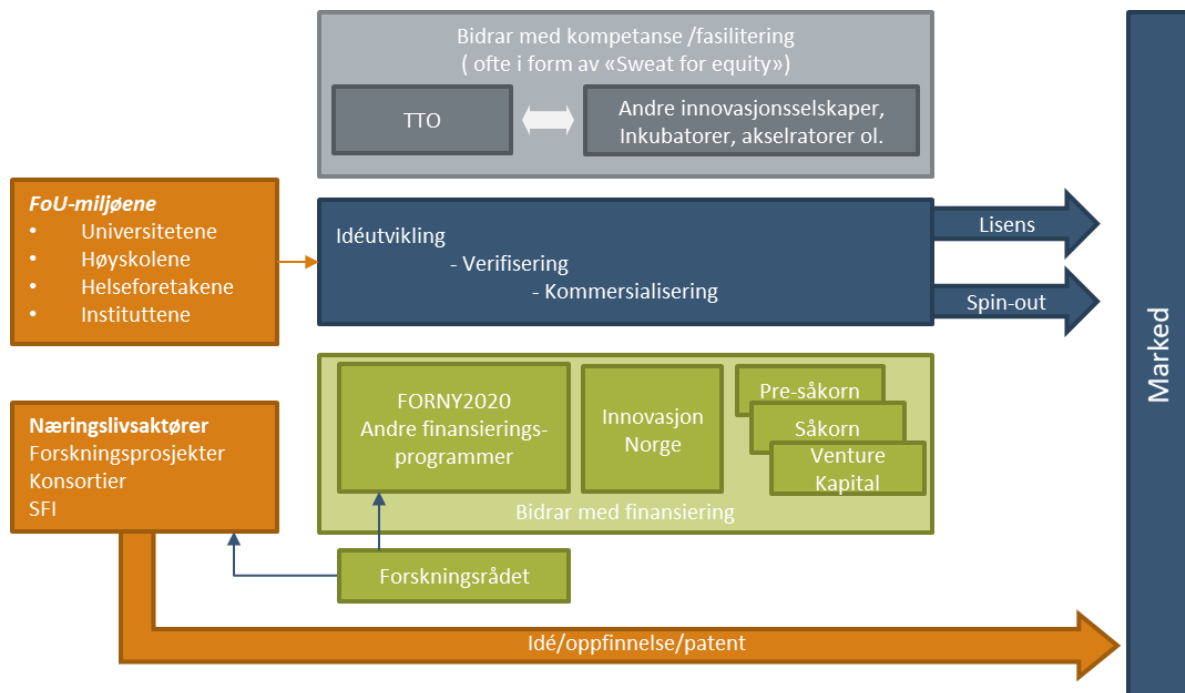 Bidrar med kompetanse /fasilitering
( ofte i form av «Sweat for equity»)
TTO
Andre innovasjonsselskaper,
Inkubatorer, akselratorer ol.
FoU-miljøene
• Universitetene
• Høyskolene
• Helseforetakene
• Instituttene
Idéutvikling
- Verifisering
- Kommersialisering
Lisens
Spin-out
Marked
Næringslivsaktører
Forskningsprosjekter
Konsortier
SFI
FORNY2020
Andre finansierings-
programmer
Innovasjon
Norge
Pre-såkorn
Såkorn
Venture
Kapital
Bidrar med finansiering
Forskningsrådet
Idé/oppfinnelse/patent